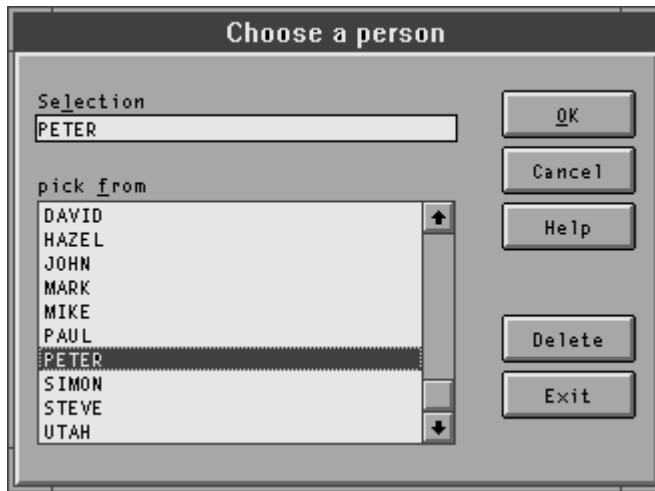 Choose a person
Selection
PETER
pick from
DAVID
HAZEL
JOHN
MARK
MIKE
PAUL
PETER
SIMON
STEVE
UTAH
OK
Cancel
Help
Delete
Exit